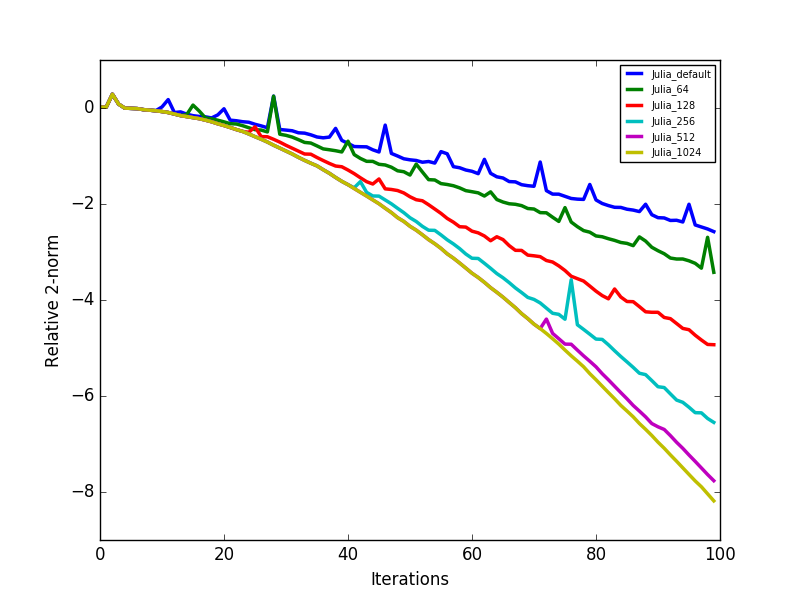 Julia_default
Julia_64
Julia_128
Julia_256
Julia_512
Julia_1024
0
−2
−4
−6
−8
Relative 2-norm
0 20 40 60 80 100
Iterations